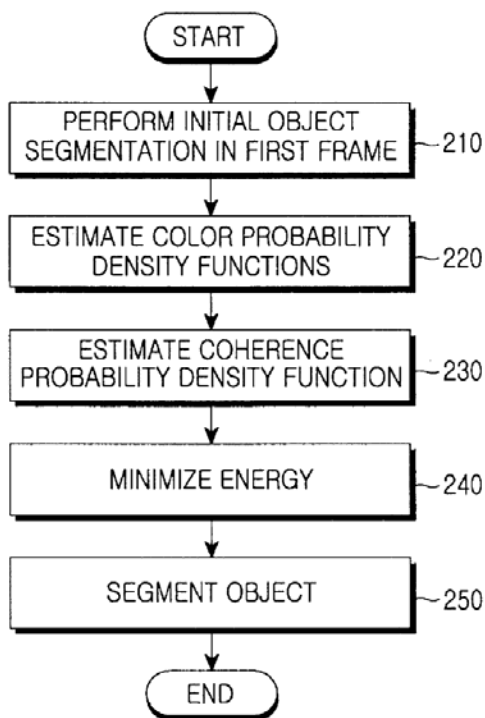 START
PERFORM INITIAL OBJECT
SEGMENTATION IN FIRST FRAME
210
ESTIMATE COLOR PROBABILITY
DENSITY FUNCTIONS
220
ESTIMATE COHERENCE
PROBABILITY DENSITY FUNCTION
230
MINIMIZE ENERGY
240
SEGMENT OBJECT
250
END